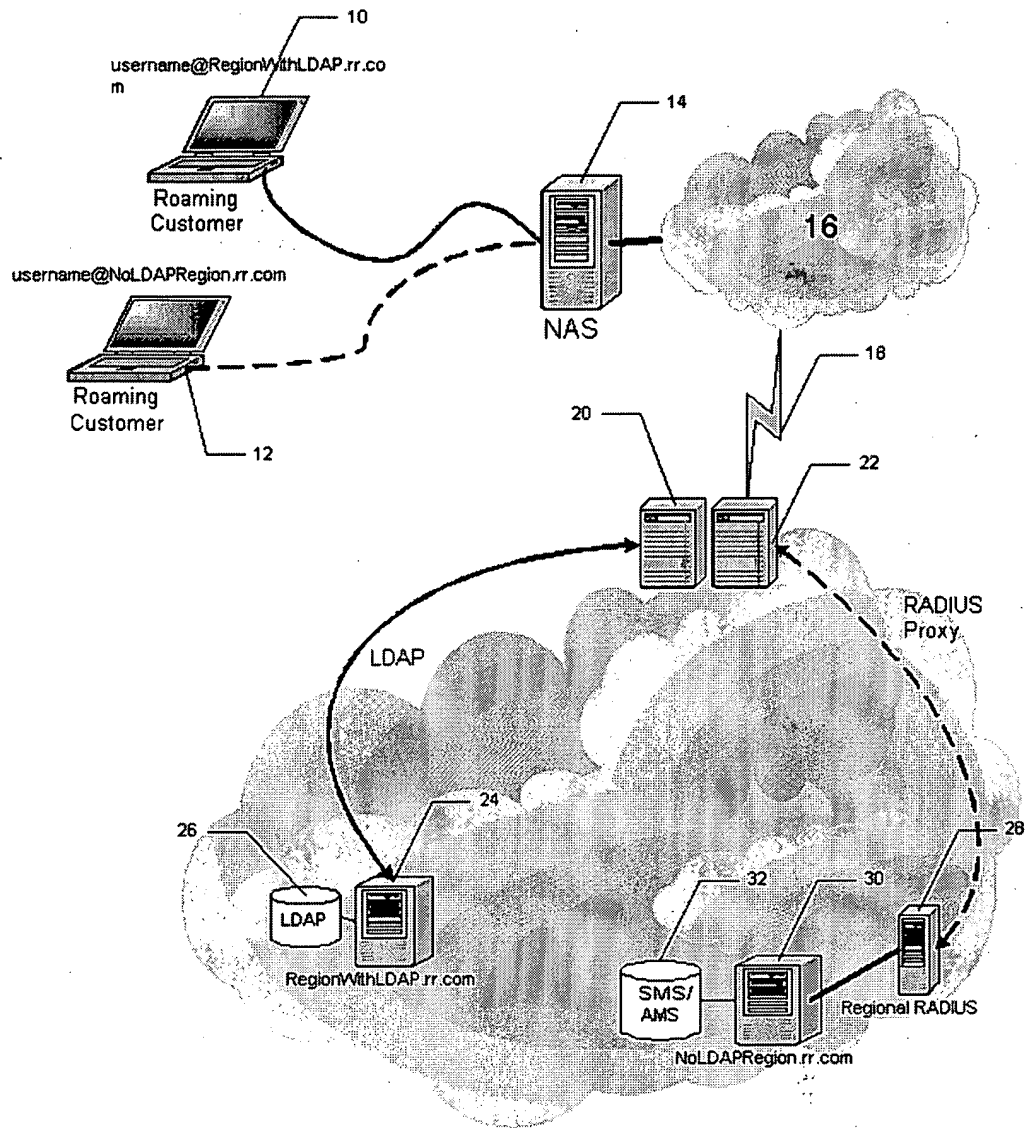 10
username@RegionWithLDAP.rr.co
m
14
Roaming
Customer
16
username@NoLDAPRegion.rr.com
NAS
18
Roaming
Customer
20
12
22
RADIUS
Proxy
LDAP
24
26
28
32
30
LDAP
RegionWithLDAP.rr.com
SMS/
AMS
Regional RADIUS
NoLDAPRegion.rr.com